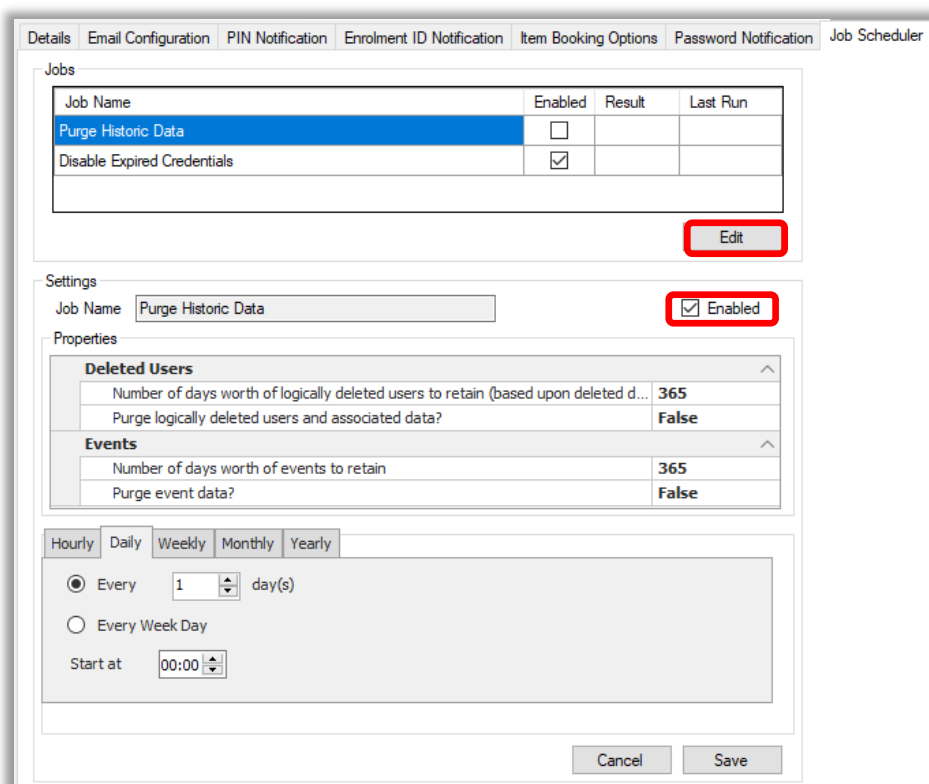 Details Email Configuration PIN Notification Enrolment ID Notification Item Booking Options Password Notification Job Scheduler
Jobs
Job Name Enabled Result Last Run
Purge Historic Data
Disable Expired Credentials
Edit
Settings
Job Name Purge Historic Data Enabled
Properties
Deleted Users
Number of days worth of logically deleted users to retain (based upon deleted d... 365
Purge logically deleted users and associated data? False
Events
Number of days worth of events to retain 365
Purge event data? False
Hourly Daily Weekly Monthly Yearly
Every 1 day(s)
Every Week Day
Start at 00:00
Cancel Save